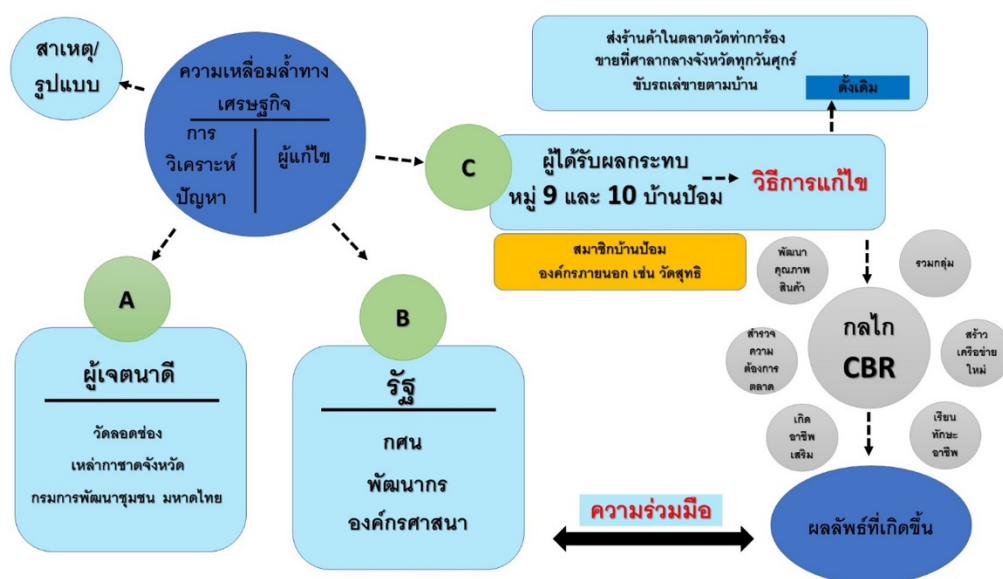 สาเหตุ/
รูปแบบ
ความเหลื่อมล้ำทาง
เศรษฐกิจ
การ
วิเคราะห์
ปัญหา
ผู้แก้ไข
ส่งร้านค้าในตลาดวัดท่าการ้อง
ขายที่ศาลากลางจังหวัดทุกวันศุกร์
ขับรถเล่ขายตามบ้าน
ดั้งเดิม
C
ผู้ได้รับผลกระทบ
หมู่ 9 และ 10 บ้านป้อม
วิธีการแก้ไข
สมาชิกบ้านป้อม
องค์กรภายนอก เช่น วัดสุทธิ
A
ผู้เจตนาดี
วัดลอดช่อง
เหล่ากาชาดจังหวัด
กรมการพัฒนาชุมชน มหาดไทย
B
รัฐ
กศน
พัฒนากร
องค์กรศาสนา
พัฒนา
คุณภาพ
สินค้า
รวมกลุ่ม
กลไก
CBR
สำรวจ
ความ
ต้องการ
ตลาด
สร้าว
เครือข่าย
ใหม่
เกิด
อาชีพ
เสริม
เรียน
ทักษะ
อาชีพ
ความร่วมมือ
ผลลัพธ์ที่เกิดขึ้น